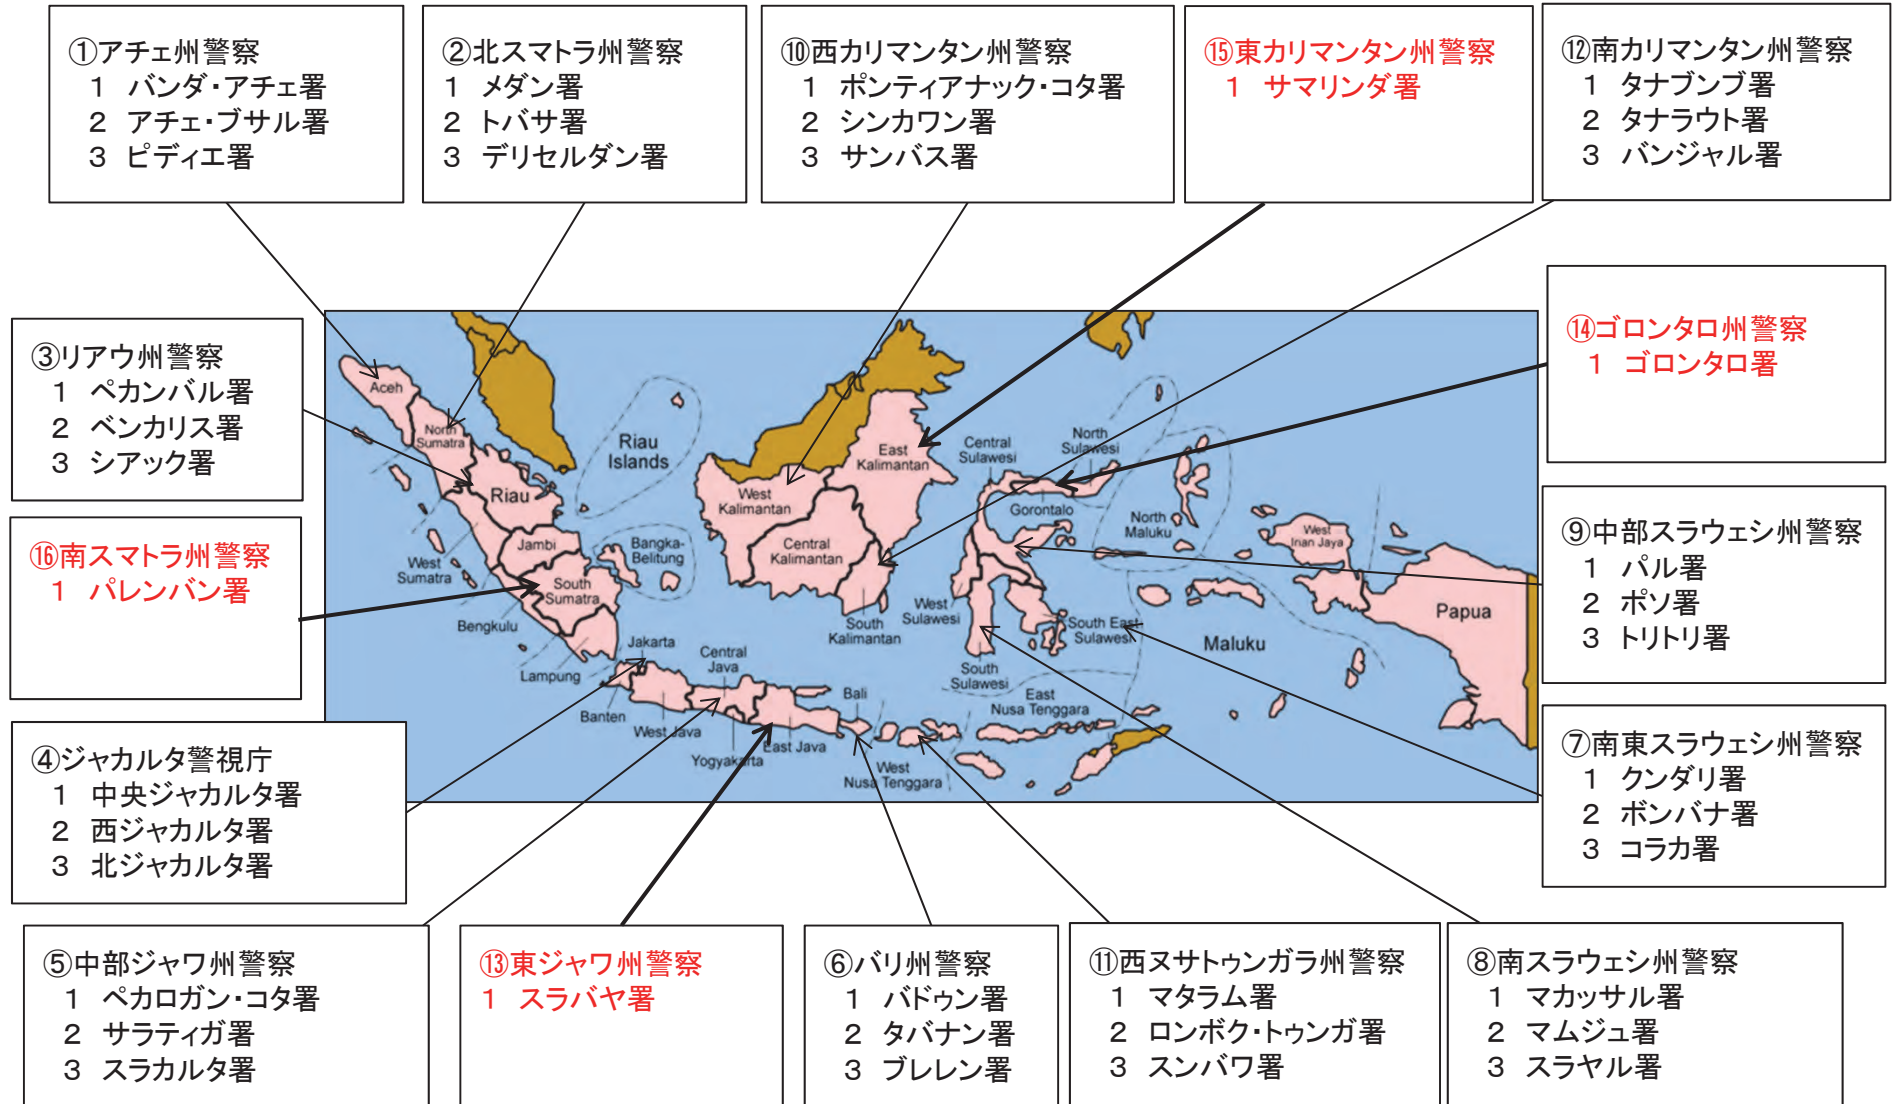 ①アチェ州警察
1 バンダ・アチェ署
2 アチェ・ブサル署
3 ピディエ署
②北スマトラ州警察
1 メダン署
2 トバサ署
3 デリセルダン署
⑩西カリマンタン州警察
1 ポンティアナック・コタ署
2 シンカワン署
3 サンバス署
⑮東カリマンタン州警察
1 サマリンダ署
⑫南カリマンタン州警察
1 タナブンブ署
2 タナラウト署
3 バンジャル署
③リアウ州警察
1 ペカンバル署
2 ベンカリス署
3 シアック署
⑭ゴロンタロ州警察
1 ゴロンタロ署
⑯南スマトラ州警察
1 パレンバン署
⑨中部スラウェシ州警察
1 パル署
2 ポソ署
3 トリトリ署
④ジャカルタ警視庁
1 中央ジャカルタ署
2 西ジャカルタ署
3 北ジャカルタ署
⑦南東スラウェシ州警察
1 クンダリ署
2 ボンバナ署
3 コラカ署
⑤中部ジャワ州警察
1 ペカロガン・コタ署
2 サラティガ署
3 スラカルタ署
⑬東ジャワ州警察
1 スラバヤ署
⑥バリ州警察
1 バドゥン署
2 タバナン署
3 ブレレン署
⑪西ヌサトゥンガラ州警察
1 マタラム署
2 ロンボク・トゥンガ署
3 スンバワ署
⑧南スラウェシ州警察
1 マカッサル署
2 マムジュ署
3 スラヤル署
Aceh
North
Sumatra
Riau
Islands
Riau
Jambi
West
Sumatra
Bangka-
Belitung
South
Sumatra
Bengkulu
Lampung
Jakarta
Banten
West Java
Central
Java
Yogyakarta
East Java
Bali
West
Nusa Tenggara
East
Nusa Tenggara
West
Kalimantan
Central
Kalimantan
East
Kalimantan
South
Kalimantan
Central
Sulawesi
North
Sulawesi
Gorontalo
West
Sulawesi
South
Sulawesi
South East
Sulawesi
North
Maluku
Maluku
West
Irian Jaya
Papua